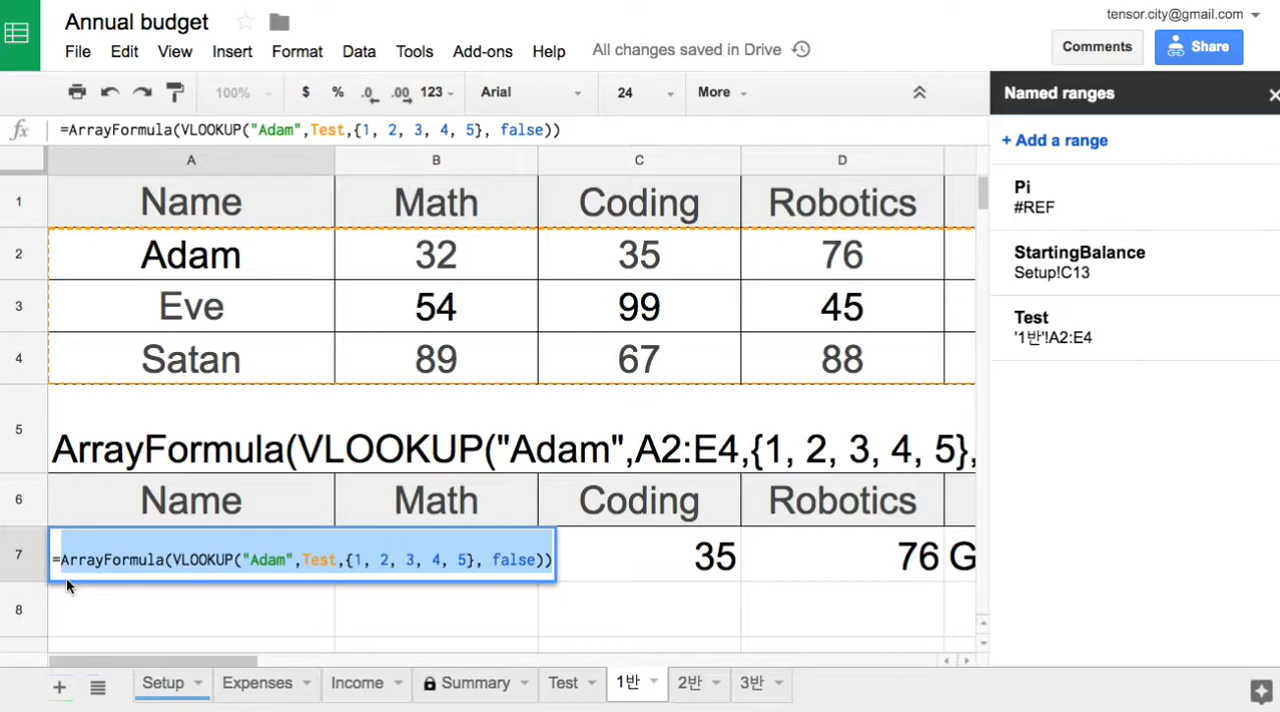 Annual budget
tensor.city@gmail.com
File Edit View Insert Format Data Tools Add-ons Help All changes saved in Drive
Comments Share
100% $ % .0 .00 123 Arial 24 More
Named ranges
=ArrayFormula(VLOOKUP("Adam",Test,{1, 2, 3, 4, 5}, false))
+ Add a range
A B C D
Pi
#REF
StartingBalance
Setup!C13
Test
'1반'!A2:E4
1 Name Math Coding Robotics
2 Adam 32 35 76
3 Eve 54 99 45
4 Satan 89 67 88
5 ArrayFormula(VLOOKUP("Adam",A2:E4,{1, 2, 3, 4, 5},
6 Name Math Coding Robotics
7 =ArrayFormula(VLOOKUP("Adam",Test,{1, 2, 3, 4, 5}, false)) 35 76 G
8
Setup Expenses Income Summary Test 1반 2반 3반